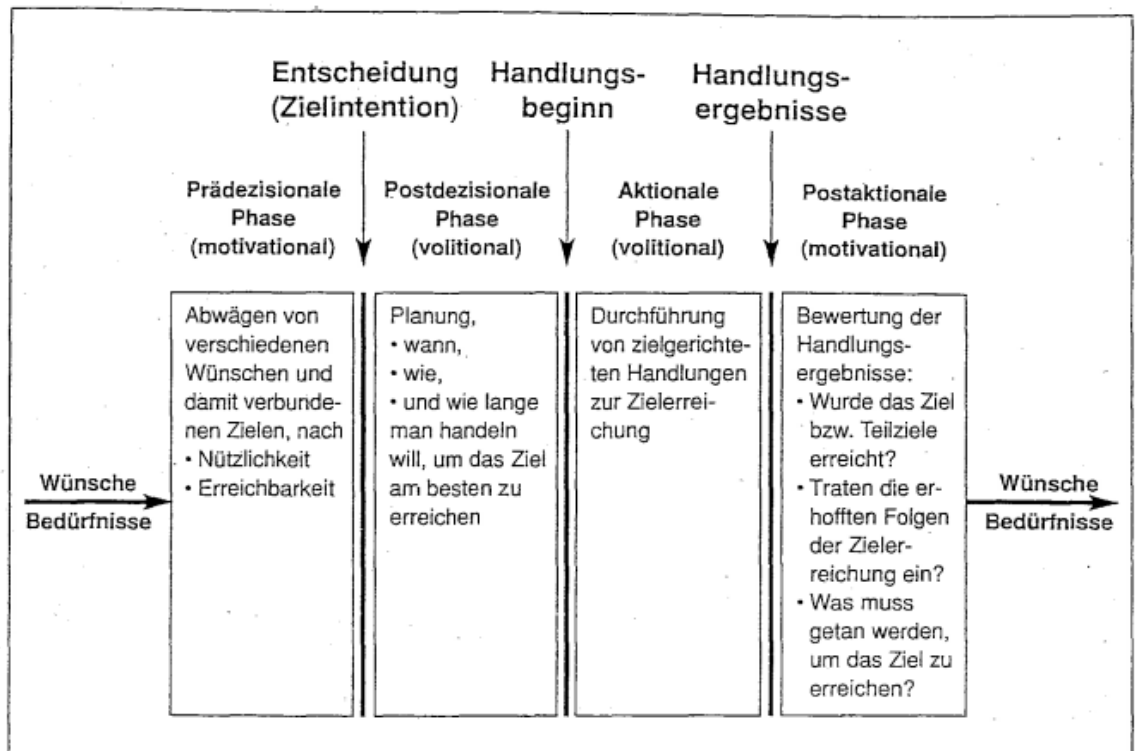 Entscheidung
(Zielintention)
Handlungs-
beginn
Handlungs-
ergebnisse
Prädezisionale
Phase
(motivational)
Postdezisionale
Phase
(volitional)
Aktionale
Phase
(volitional)
Postaktionale
Phase
(motivational)
Wünsche
Bedürfnisse
Abwägen von
verschiedenen
Wünschen und
damit verbunde-
nen Zielen, nach
• Nützlichkeit
• Erreichbarkeit
Planung,
• wann,
• wie,
• und wie lange
man handeln
will, um das Ziel
am besten zu
erreichen
Durchführung
von zielgerichte-
ten Handlungen
zur Zielerrei-
chung
Bewertung der
Handlungs-
ergebnisse:
• Wurde das Ziel
bzw. Teilziele
erreicht?
• Traten die er-
hofften Folgen
der Zieler-
reichung ein?
• Was muss
getan werden,
um das Ziel zu
erreichen?
Wünsche
Bedürfnisse